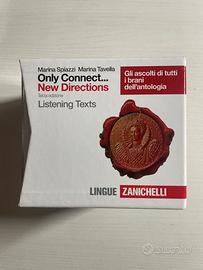 Marina Spiazzi Marina Tavella
Only Connect...
New Directions
Terza edizione
Listening Texts
Gli ascolti di tutti
i brani
dell'antologia
LINGUE ZANICHELLI
subito